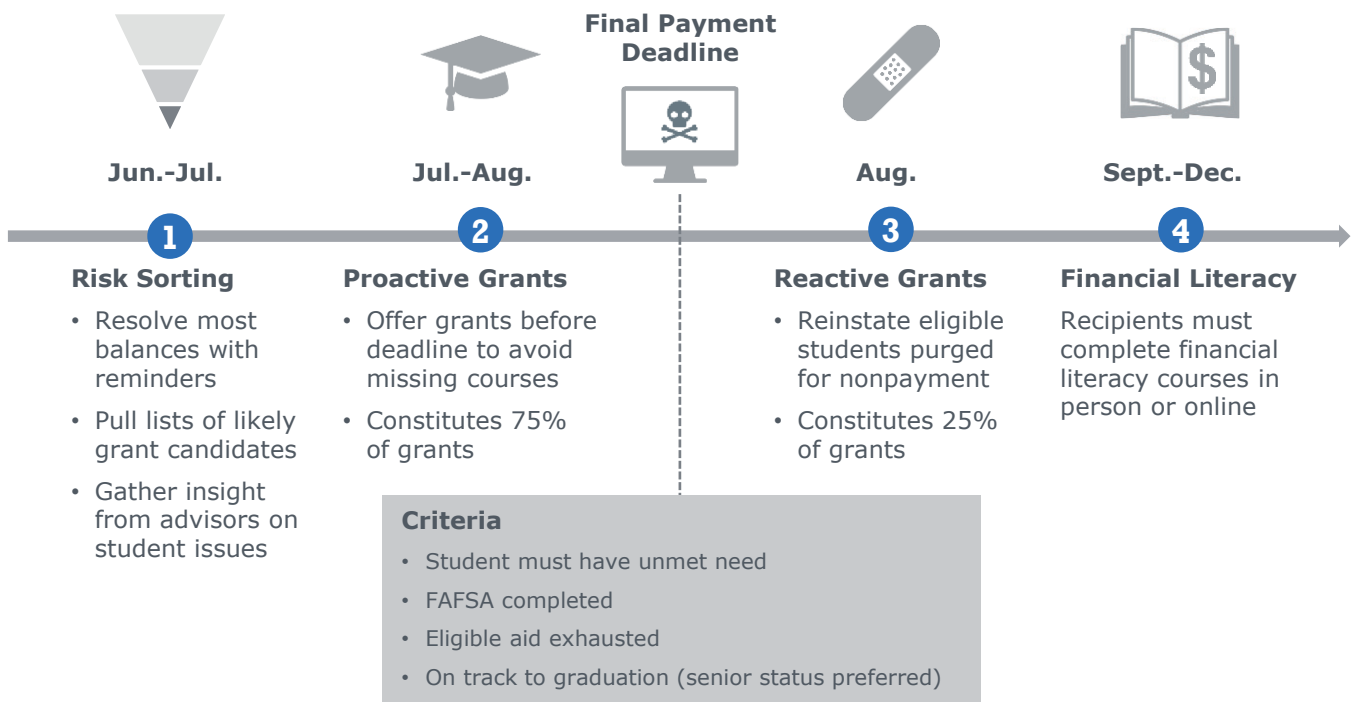 Final Payment
Deadline
$
Jun.-Jul.
Jul.-Aug.
Aug.
Sept.-Dec.
1
2
3
4
Risk Sorting
• Resolve most
balances with
reminders
• Pull lists of likely
grant candidates
• Gather insight
from advisors on
student issues
Proactive Grants
• Offer grants before
deadline to avoid
missing courses
• Constitutes 75%
of grants
Reactive Grants
• Reinstate eligible
students purged
for nonpayment
• Constitutes 25%
of grants
Financial Literacy
Recipients must
complete financial
literacy courses in
person or online
Criteria
• Student must have unmet need
• FAFSA completed
• Eligible aid exhausted
• On track to graduation (senior status preferred)